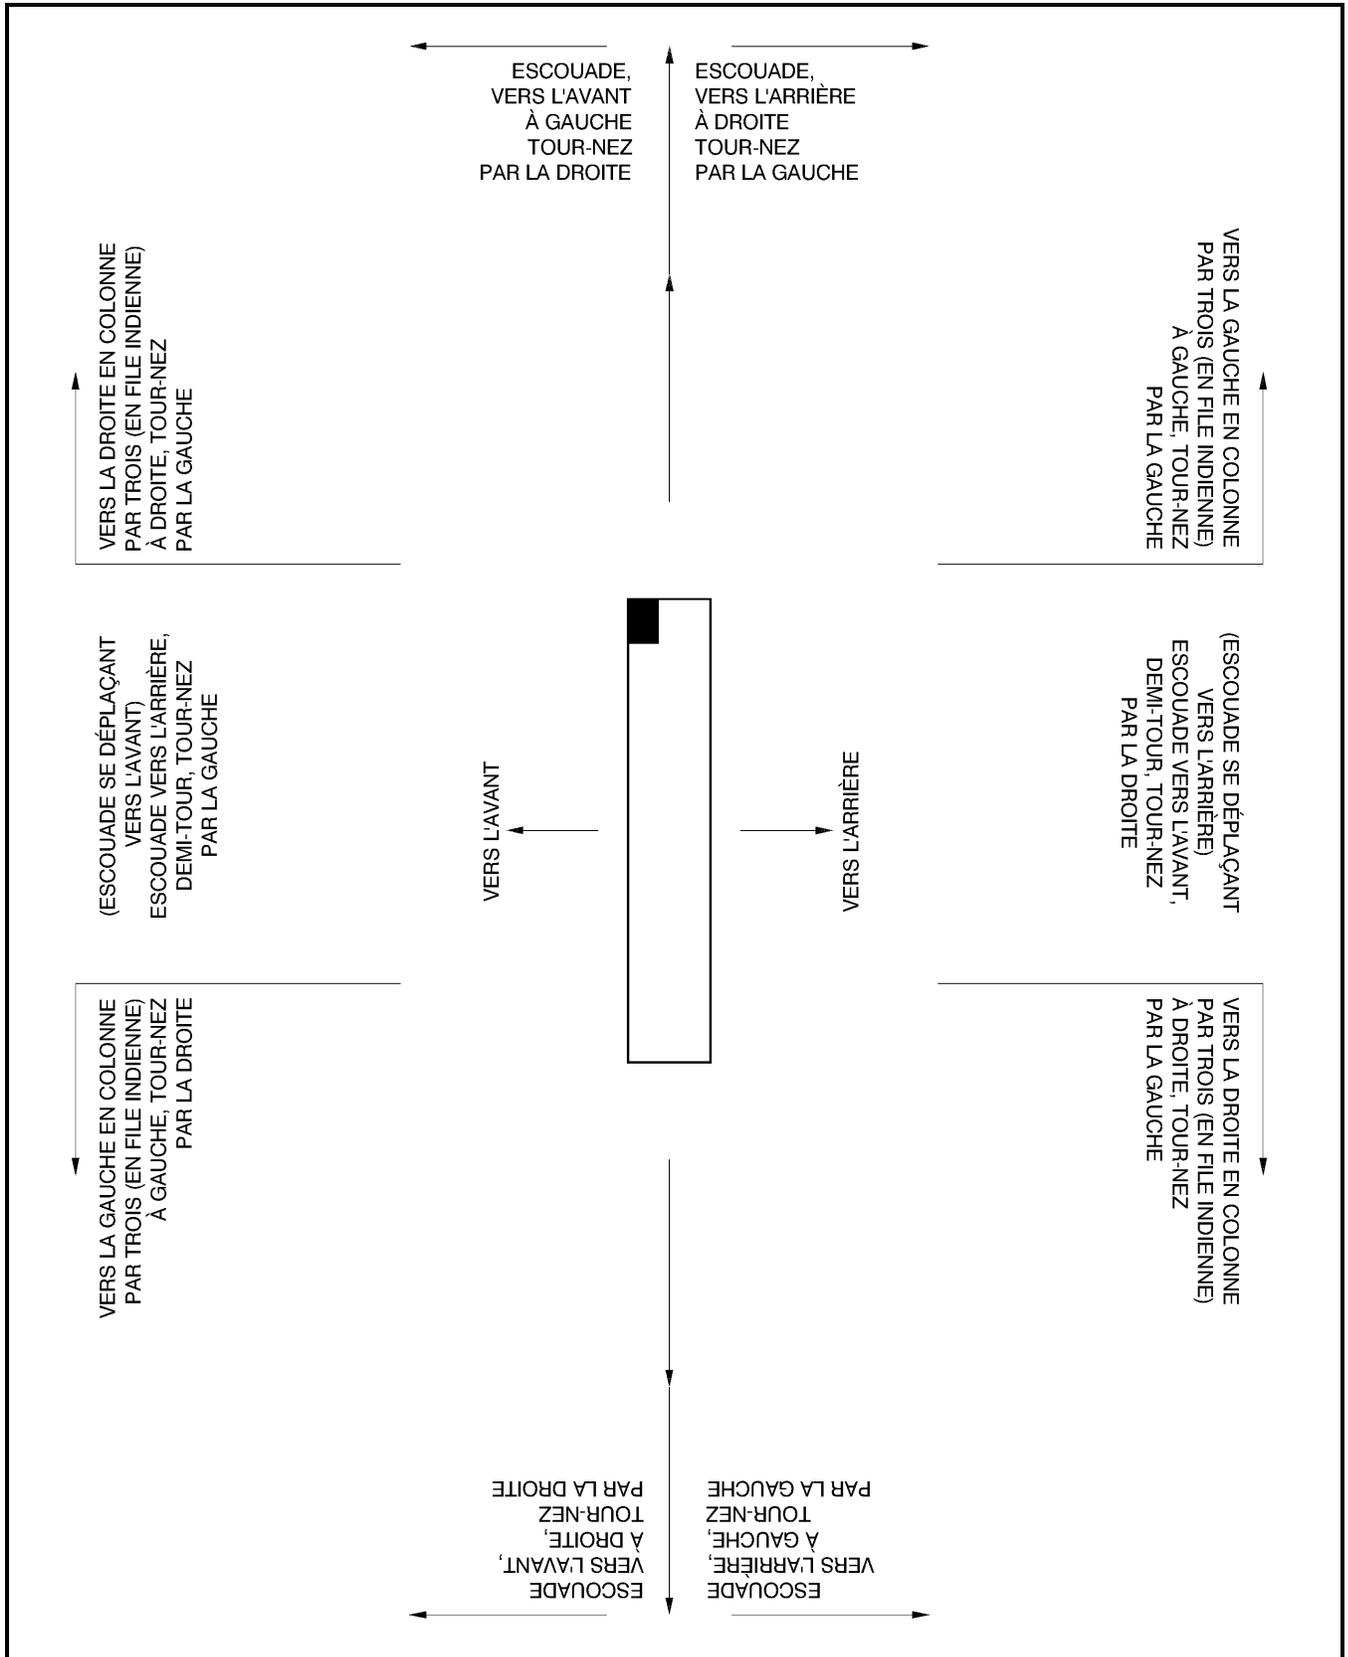 ESCOUADE,
VERS L'AVANT
À GAUCHE
TOUR-NEZ
PAR LA DROITE
ESCOUADE,
VERS L'ARRIÈRE
À DROITE
TOUR-NEZ
PAR LA GAUCHE
VERS LA DROITE EN COLONNE
PAR TROIS (EN FILE INDIENNE)
À DROITE, TOUR-NEZ
PAR LA GAUCHE
VERS LA GAUCHE EN COLONNE
PAR TROIS (EN FILE INDIENNE)
À GAUCHE, TOUR-NEZ
PAR LA GAUCHE
(ESCOUADE SE DÉPLAÇANT
VERS L'AVANT)
ESCOUADE VERS L'ARRIÈRE,
DEMI-TOUR, TOUR-NEZ
PAR LA GAUCHE
VERS L'AVANT
VERS L'ARRIÈRE
(ESCOUADE SE DÉPLAÇANT
VERS L'ARRIÈRE)
ESCOUADE VERS L'AVANT,
DEMI-TOUR, TOUR-NEZ
PAR LA DROITE
VERS LA GAUCHE EN COLONNE
PAR TROIS (EN FILE INDIENNE)
À GAUCHE, TOUR-NEZ
PAR LA DROITE
VERS LA DROITE EN COLONNE
PAR TROIS (EN FILE INDIENNE)
À DROITE, TOUR-NEZ
PAR LA GAUCHE
ESCOUADE
VERS L'AVANT,
À DROITE,
TOUR-NEZ
PAR LA DROITE
ESCOUADE
VERS L'ARRIÈRE,
À GAUCHE,
TOUR-NEZ
PAR LA GAUCHE